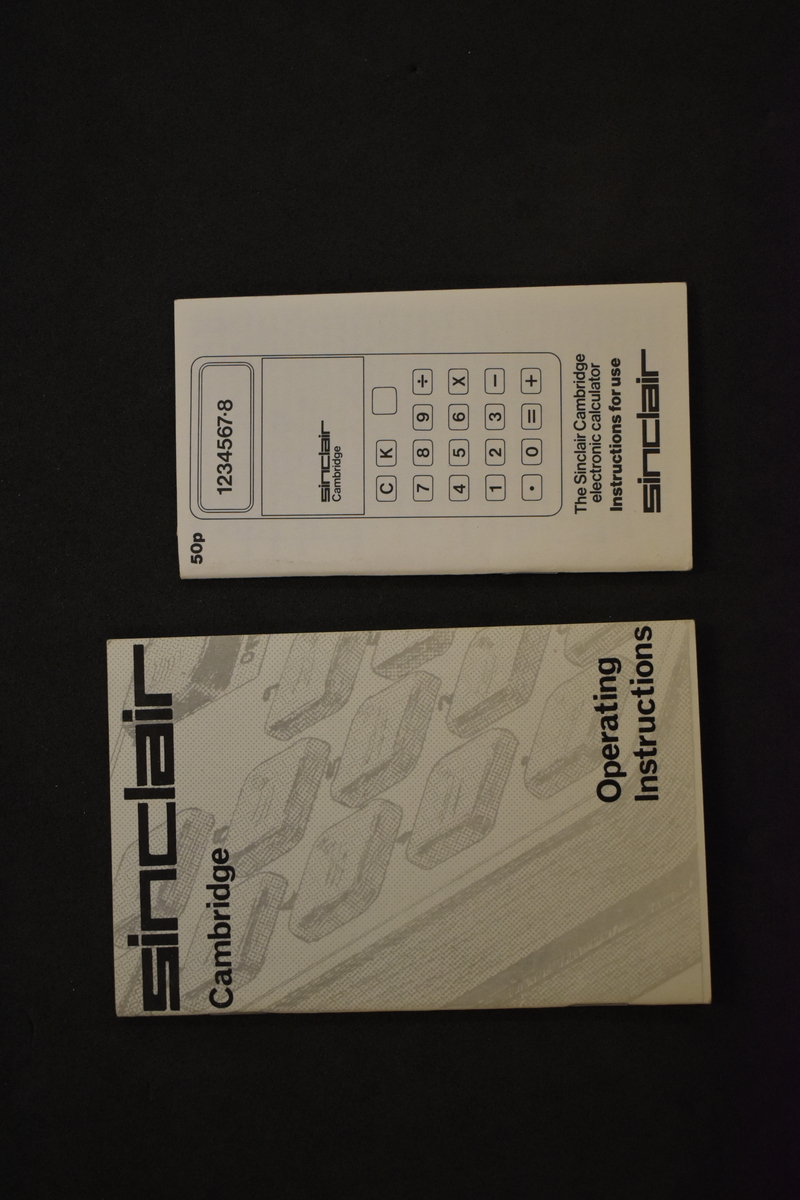 50p
1234567·8
sinclair
Cambridge
C K
7 8 9 ÷
4 5 6 X
1 2 3 −
· 0 = +
The Sinclair Cambridge
electronic calculator
Instructions for use
sinclair
sinclair
Cambridge
Operating
Instructions